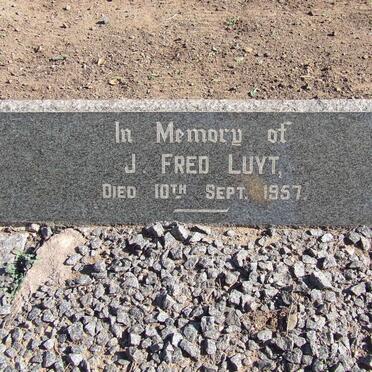 In Memory of
J. FRED LUYT,
DIED 10TH SEPT. 1957.